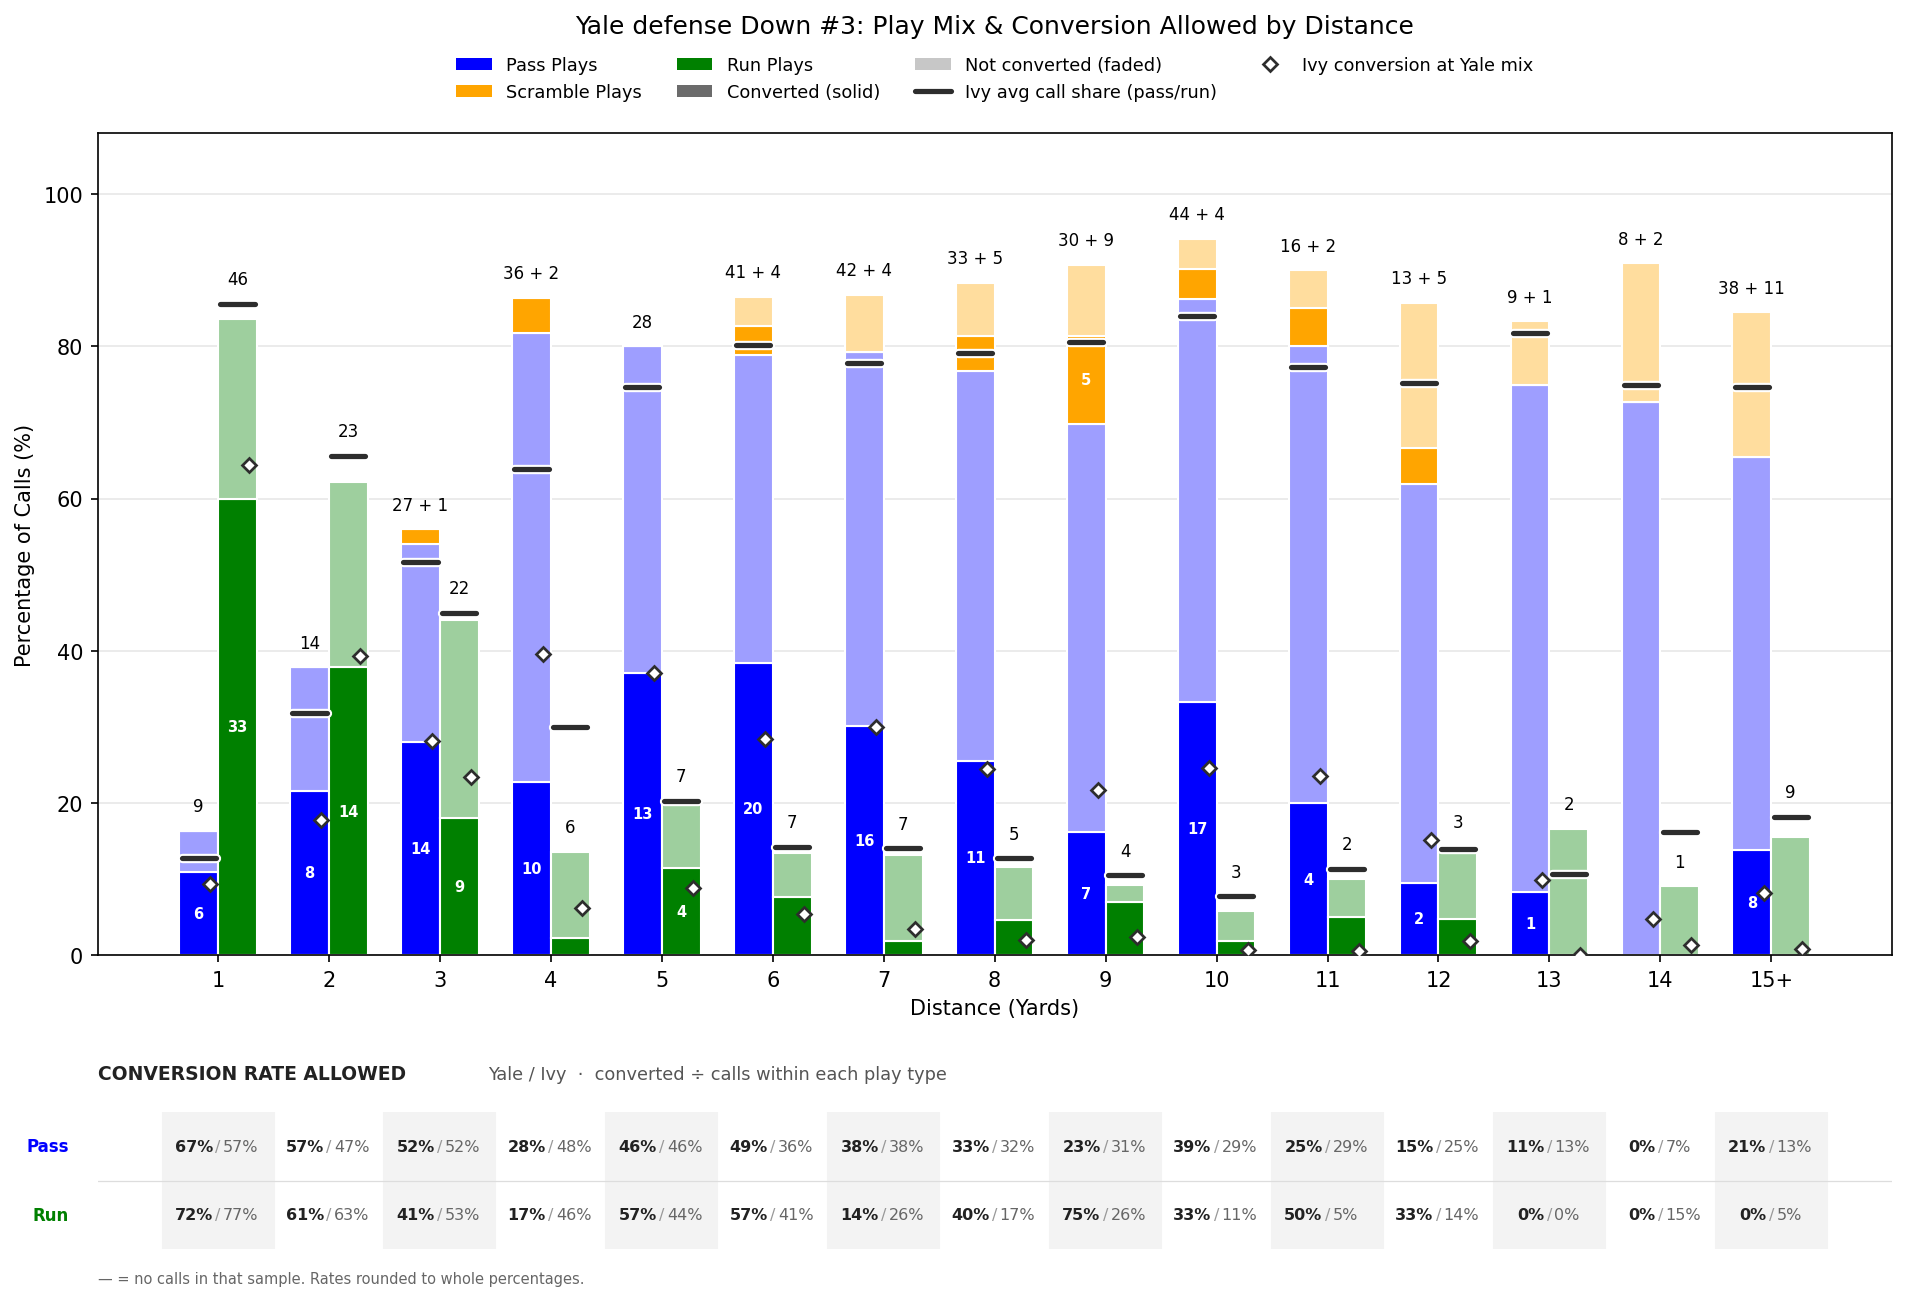 Yale defense Down #3: Play Mix & Conversion Allowed by Distance
Pass Plays Run Plays Not converted (faded) Ivy conversion at Yale mix
Scramble Plays Converted (solid) Ivy avg call share (pass/run)
Percentage of Calls (%)
100
80
60
40
20
0
9 46 14 23 27 + 1 22 36 + 2 6 28 7 41 + 4 7 42 + 4 7 33 + 5 5 30 + 9 4 44 + 4 3 16 + 2 2 13 + 5 3 9 + 1 2 8 + 2 1 38 + 11 9
6 33 8 14 14 9 10 13 4 20 16 11 7 5 17 4 2 1 8
1 2 3 4 5 6 7 8 9 10 11 12 13 14 15+
Distance (Yards)
CONVERSION RATE ALLOWED Yale / Ivy · converted ÷ calls within each play type
Pass 67% / 57% 57% / 47% 52% / 52% 28% / 48% 46% / 46% 49% / 36% 38% / 38% 33% / 32% 23% / 31% 39% / 29% 25% / 29% 15% / 25% 11% / 13% 0% / 7% 21% / 13%
Run 72% / 77% 61% / 63% 41% / 53% 17% / 46% 57% / 44% 57% / 41% 14% / 26% 40% / 17% 75% / 26% 33% / 11% 50% / 5% 33% / 14% 0% / 0% 0% / 15% 0% / 5%
— = no calls in that sample. Rates rounded to whole percentages.